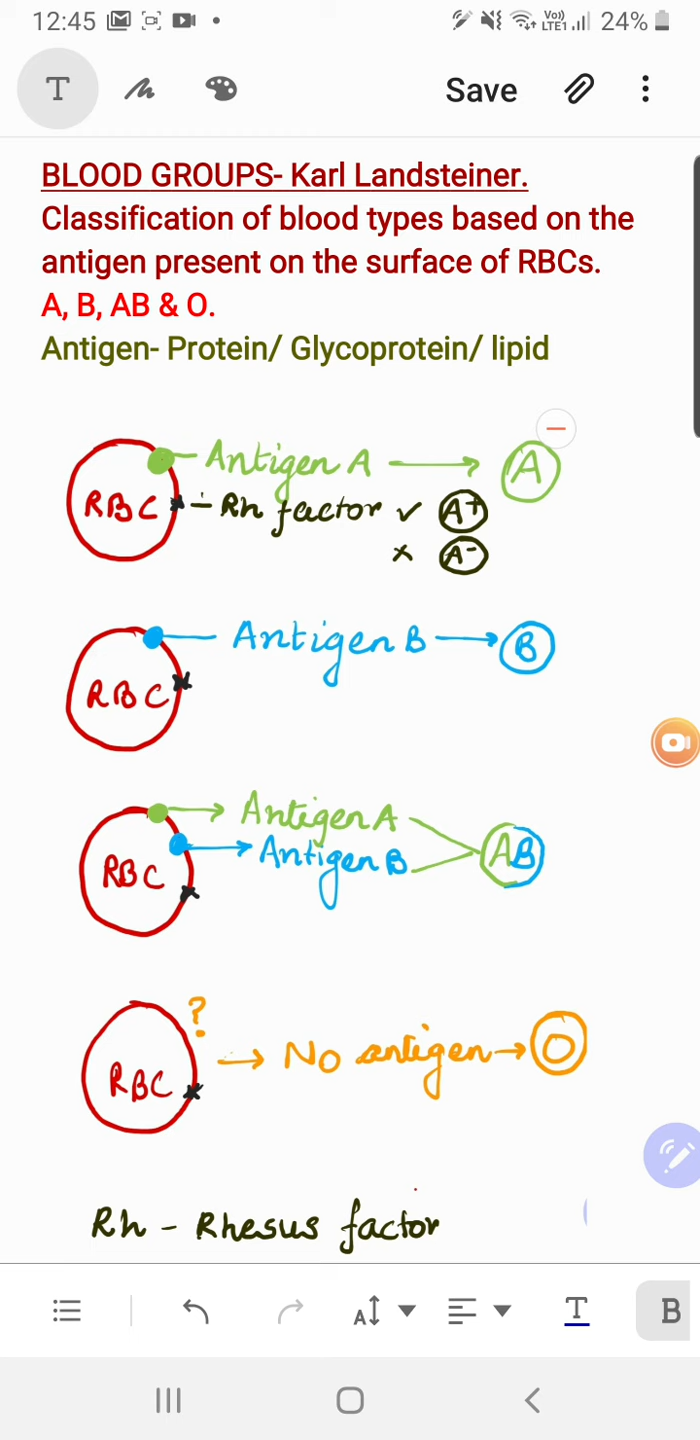 12:45
Vo))
LTE1
24%
T
Save
BLOOD GROUPS- Karl Landsteiner.
Classification of blood types based on the
antigen present on the surface of RBCs.
A, B, AB & O.
Antigen- Protein/ Glycoprotein/ lipid
RBC
Antigen A → A
- Rh factor ✓ A+
× A-
RBC
Antigen B → B
RBC
Antigen A
Antigen B
AB
RBC
?
→ No antigen → O
Rh - Rhesus factor
A
T
B